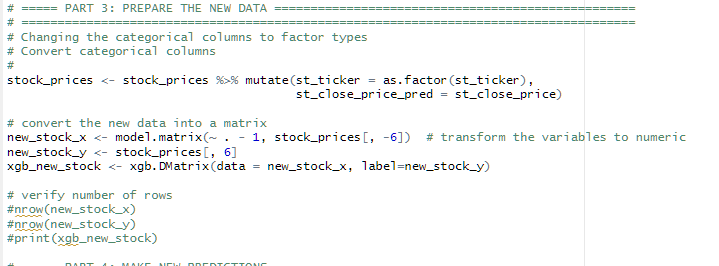 # ===== PART 3: PREPARE THE NEW DATA ==================================================
# =====================================================================================
# Changing the categorical columns to factor types
# Convert categorical columns
#
stock_prices <- stock_prices %>% mutate(st_ticker = as.factor(st_ticker),
st_close_price_pred = st_close_price)
# convert the new data into a matrix
new_stock_x <- model.matrix(~ . - 1, stock_prices[, -6]) # transform the variables to numeric
new_stock_y <- stock_prices[, 6]
xgb_new_stock <- xgb.DMatrix(data = new_stock_x, label=new_stock_y)
# verify number of rows
#nrow(new_stock_x)
#nrow(new_stock_y)
#print(xgb_new_stock)
# PART 4: MAKE NEW PREDICTIONS